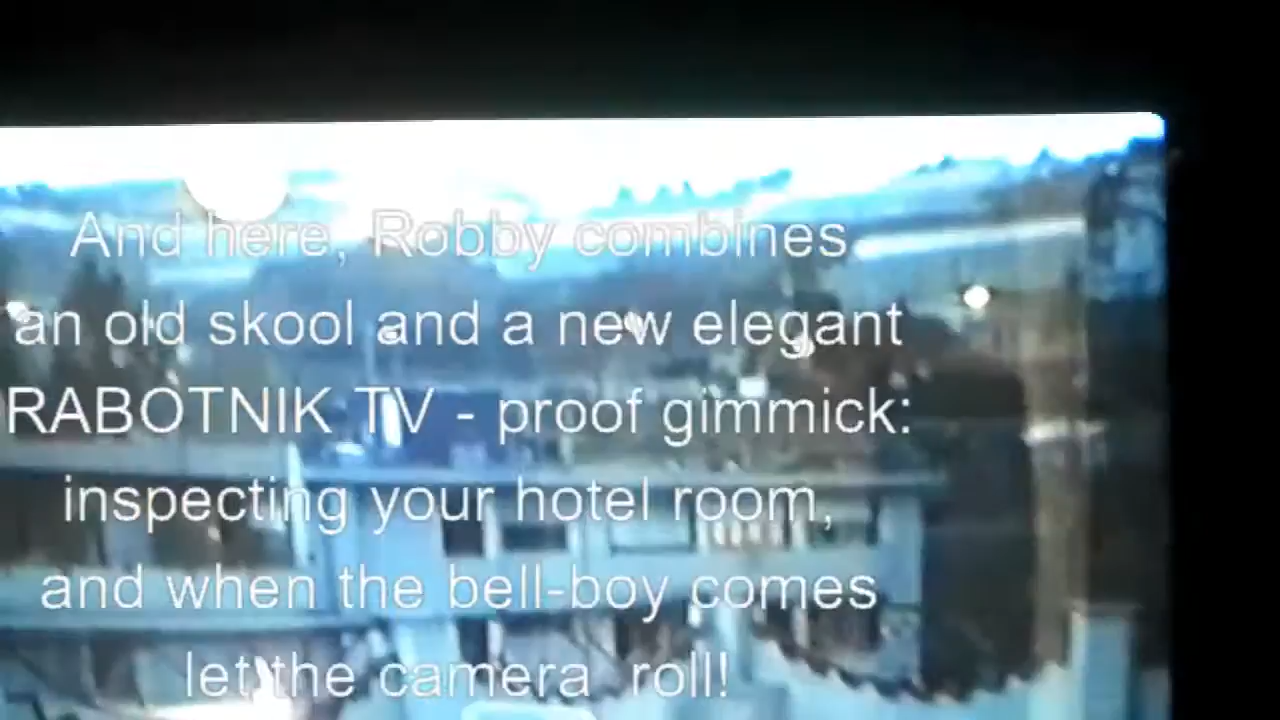 And here, Robby combines
an old skool and a new elegant
RABOTNIK TV - proof gimmick:
inspecting your hotel room,
and when the bell-boy comes
let the camera  roll!